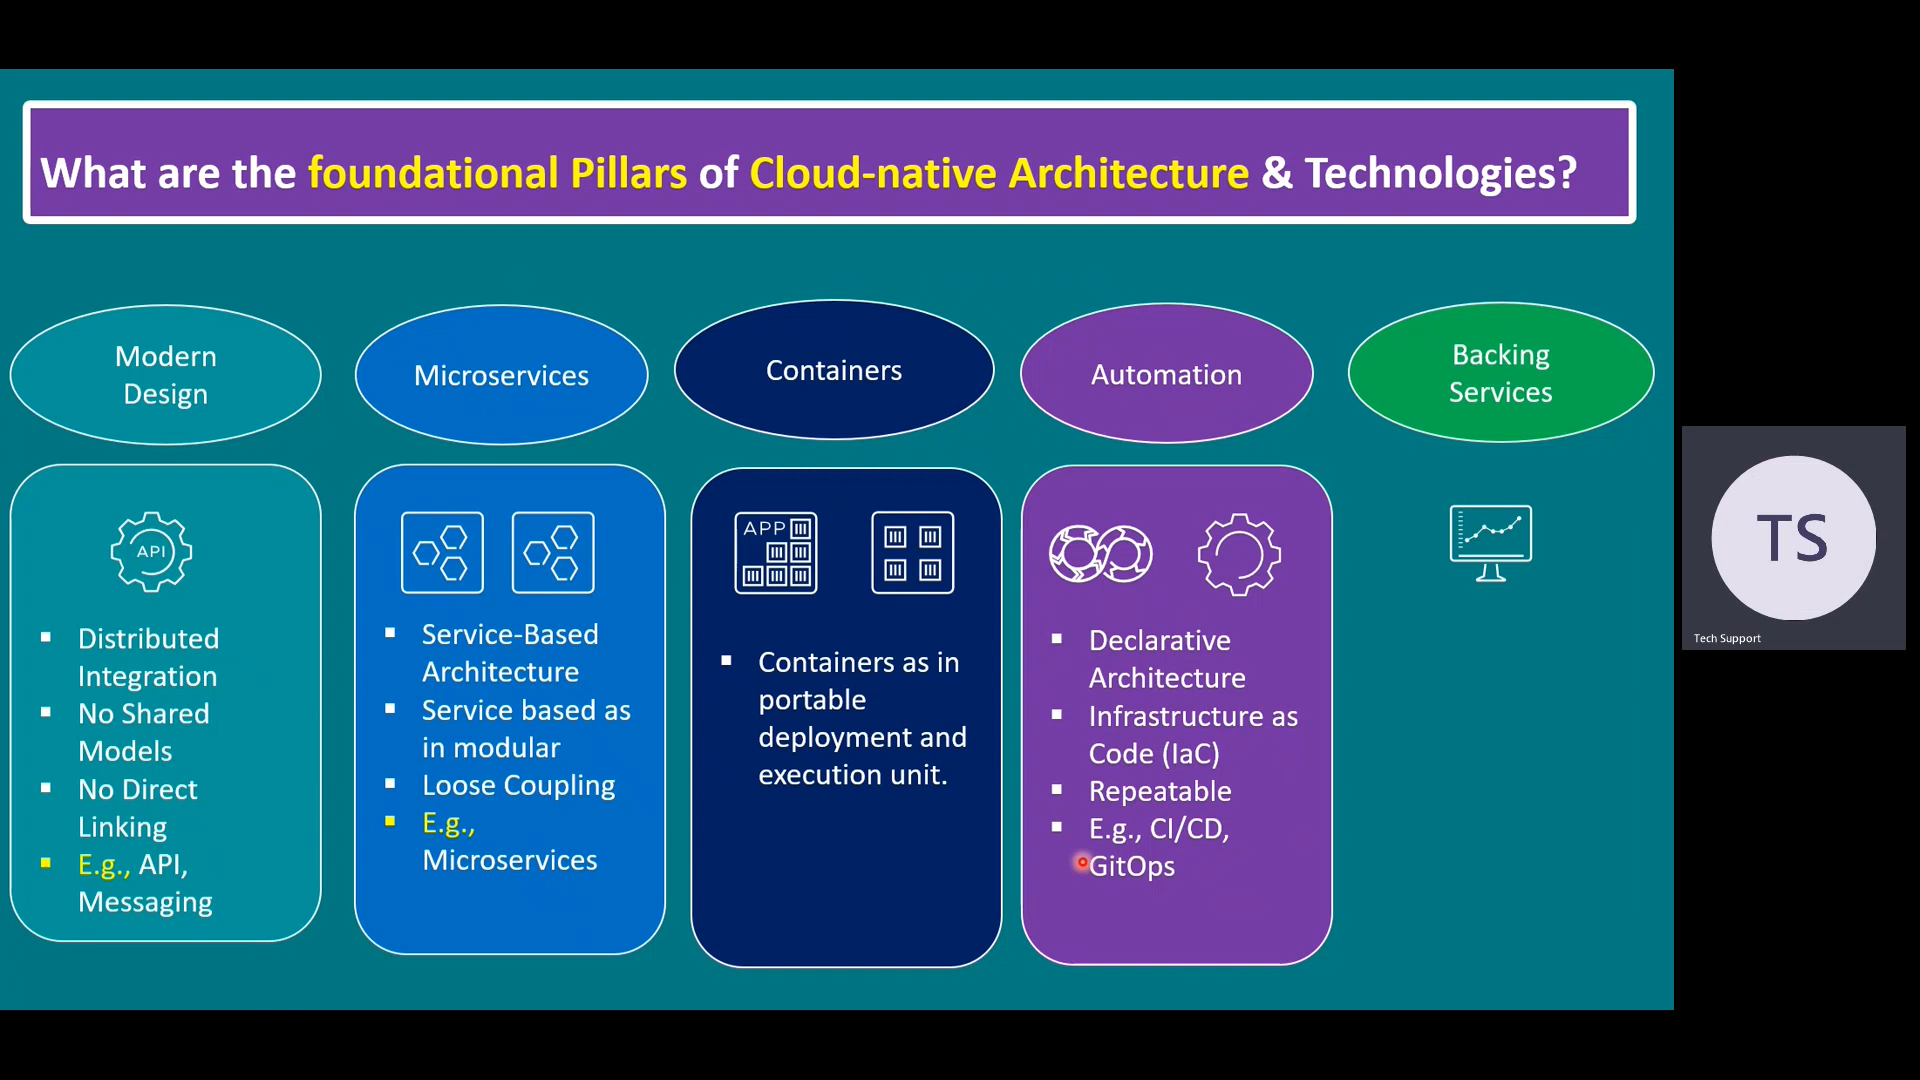 What are the foundational Pillars of Cloud-native Architecture & Technologies?
Modern
Design
Microservices
Containers
Automation
Backing
Services
API
▪ Distributed
Integration
▪ No Shared
Models
▪ No Direct
Linking
▪ E.g., API,
Messaging
▪ Service-Based
Architecture
▪ Service based as
in modular
▪ Loose Coupling
▪ E.g.,
Microservices
APP
▪ Containers as in
portable
deployment and
execution unit.
▪ Declarative
Architecture
▪ Infrastructure as
Code (IaC)
▪ Repeatable
▪ E.g., CI/CD,
GitOps
TS
Tech Support